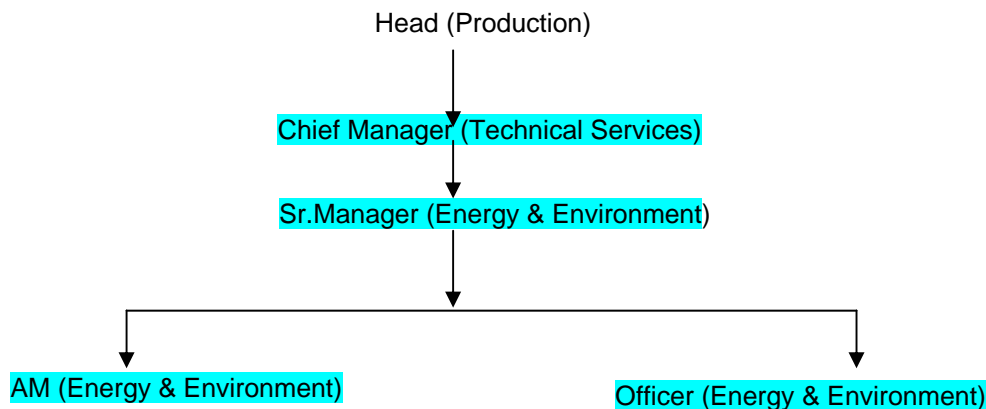 Head (Production)
Chief Manager (Technical Services)
Sr.Manager (Energy & Environment)
AM (Energy & Environment)
Officer (Energy & Environment)